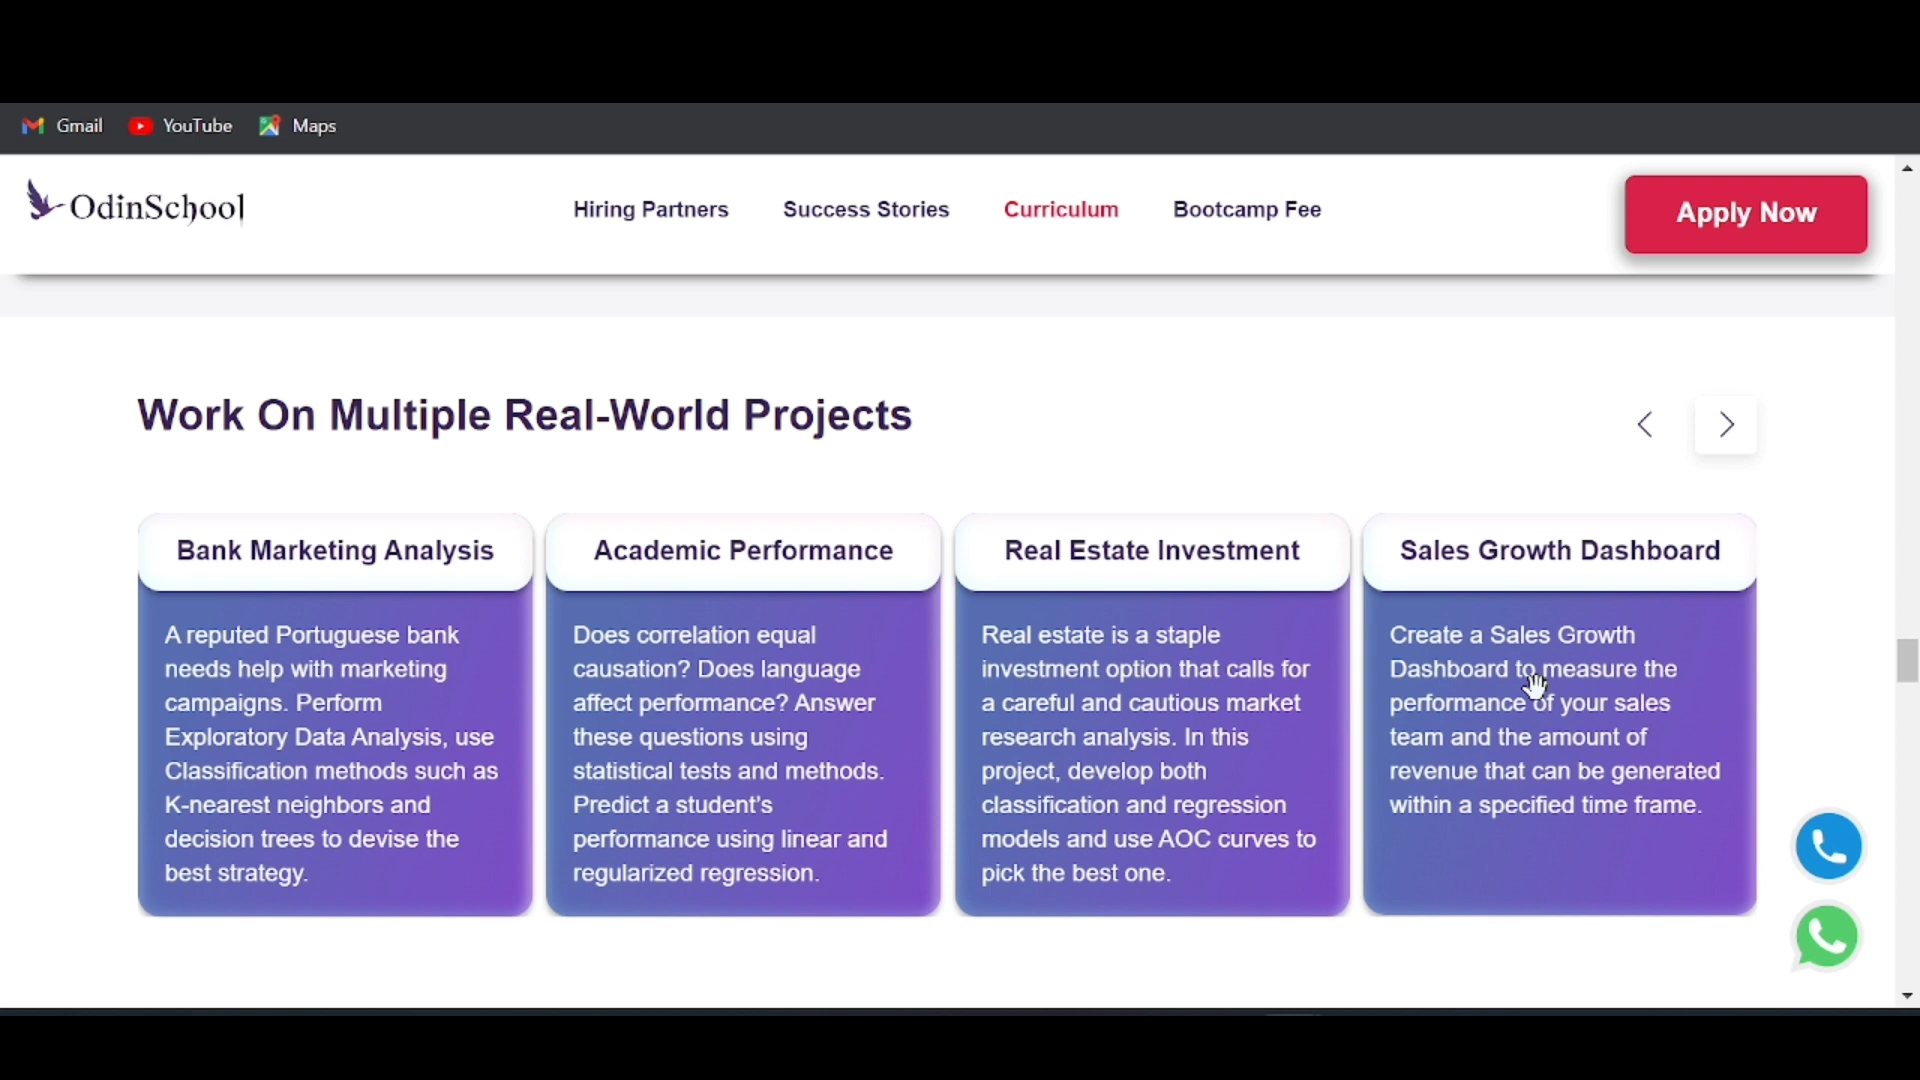 Gmail YouTube Maps
OdinSchool
Hiring Partners Success Stories Curriculum Bootcamp Fee
Apply Now
Work On Multiple Real-World Projects
Bank Marketing Analysis
A reputed Portuguese bank
needs help with marketing
campaigns. Perform
Exploratory Data Analysis, use
Classification methods such as
K-nearest neighbors and
decision trees to devise the
best strategy.
Academic Performance
Does correlation equal
causation? Does language
affect performance? Answer
these questions using
statistical tests and methods.
Predict a student's
performance using linear and
regularized regression.
Real Estate Investment
Real estate is a staple
investment option that calls for
a careful and cautious market
research analysis. In this
project, develop both
classification and regression
models and use AOC curves to
pick the best one.
Sales Growth Dashboard
Create a Sales Growth
Dashboard to measure the
performance of your sales
team and the amount of
revenue that can be generated
within a specified time frame.